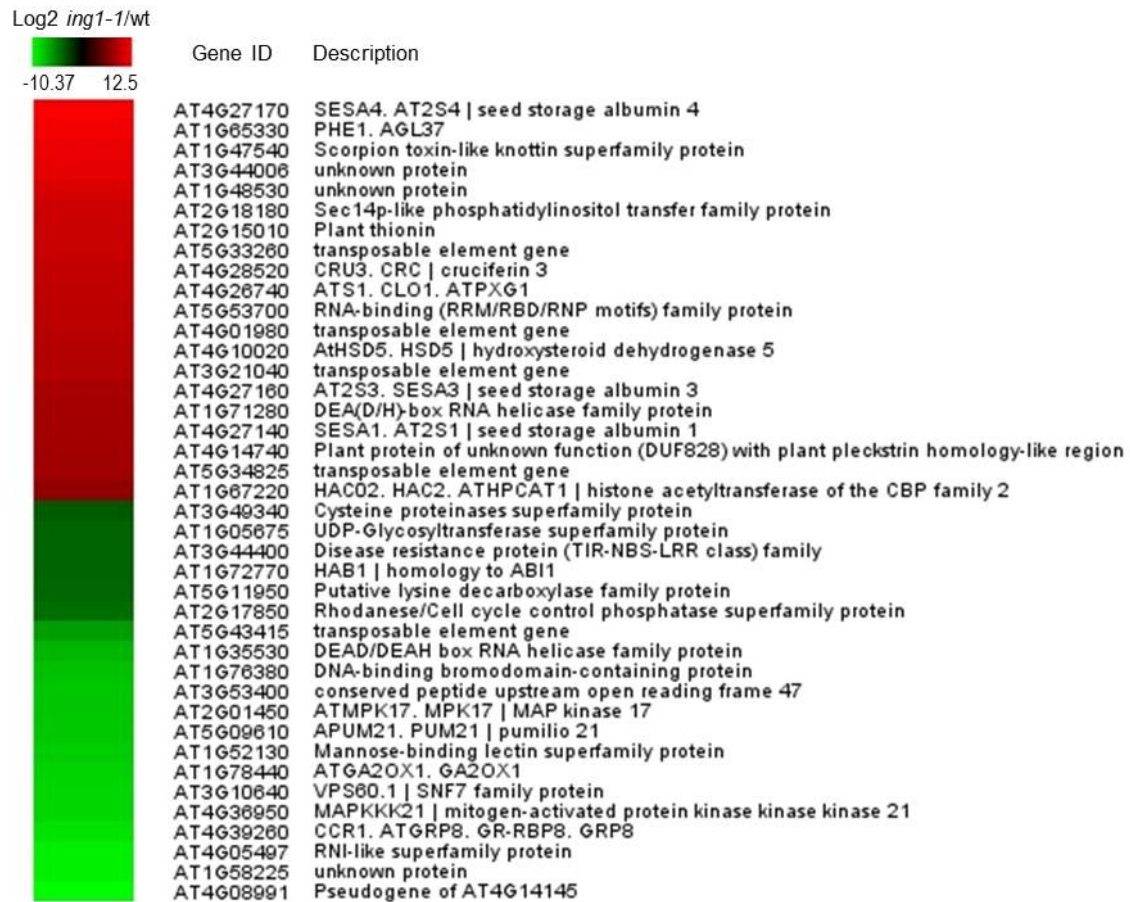 Log2 ing1-1/wt
-10.37 12.5
Gene ID Description
AT4G27170 SESA4. AT2S4 | seed storage albumin 4
AT1G65330 PHE1. AGL37
AT1G47540 Scorpion toxin-like knottin superfamily protein
AT3G44006 unknown protein
AT1G48530 unknown protein
AT2G18180 Sec14p-like phosphatidylinositol transfer family protein
AT2G15010 Plant thionin
AT5G33260 transposable element gene
AT4G28520 CRU3. CRC | cruciferin 3
AT4G26740 ATS1. CLO1. ATPXG1
AT5G53700 RNA-binding (RRM/RBD/RNP motifs) family protein
AT4G01980 transposable element gene
AT4G10020 AtHSD5. HSD5 | hydroxysteroid dehydrogenase 5
AT3G21040 transposable element gene
AT4G27160 AT2S3. SESA3 | seed storage albumin 3
AT1G71280 DEA(D/H)-box RNA helicase family protein
AT4G27140 SESA1. AT2S1 | seed storage albumin 1
AT4G14740 Plant protein of unknown function (DUF828) with plant pleckstrin homology-like region
AT5G34825 transposable element gene
AT1G67220 HAC02. HAC2. ATHPCAT1 | histone acetyltransferase of the CBP family 2
AT3G49340 Cysteine proteinases superfamily protein
AT1G05675 UDP-Glycosyltransferase superfamily protein
AT3G44400 Disease resistance protein (TIR-NBS-LRR class) family
AT1G72770 HAB1 | homology to ABI1
AT5G11950 Putative lysine decarboxylase family protein
AT2G17850 Rhodanese/Cell cycle control phosphatase superfamily protein
AT5G43415 transposable element gene
AT1G35530 DEAD/DEAH box RNA helicase family protein
AT1G76380 DNA-binding bromodomain-containing protein
AT3G53400 conserved peptide upstream open reading frame 47
AT2G01450 ATMPK17. MPK17 | MAP kinase 17
AT5G09610 APUM21. PUM21 | pumilio 21
AT1G52130 Mannose-binding lectin superfamily protein
AT1G78440 ATGA2OX1. GA2OX1
AT3G10640 VPS60.1 | SNF7 family protein
AT4G36950 MAPKKK21 | mitogen-activated protein kinase kinase kinase 21
AT4G39260 CCR1. ATGRP8. GR-RBP8. GRP8
AT4G05497 RNI-like superfamily protein
AT1G58225 unknown protein
AT4G08991 Pseudogene of AT4G14145